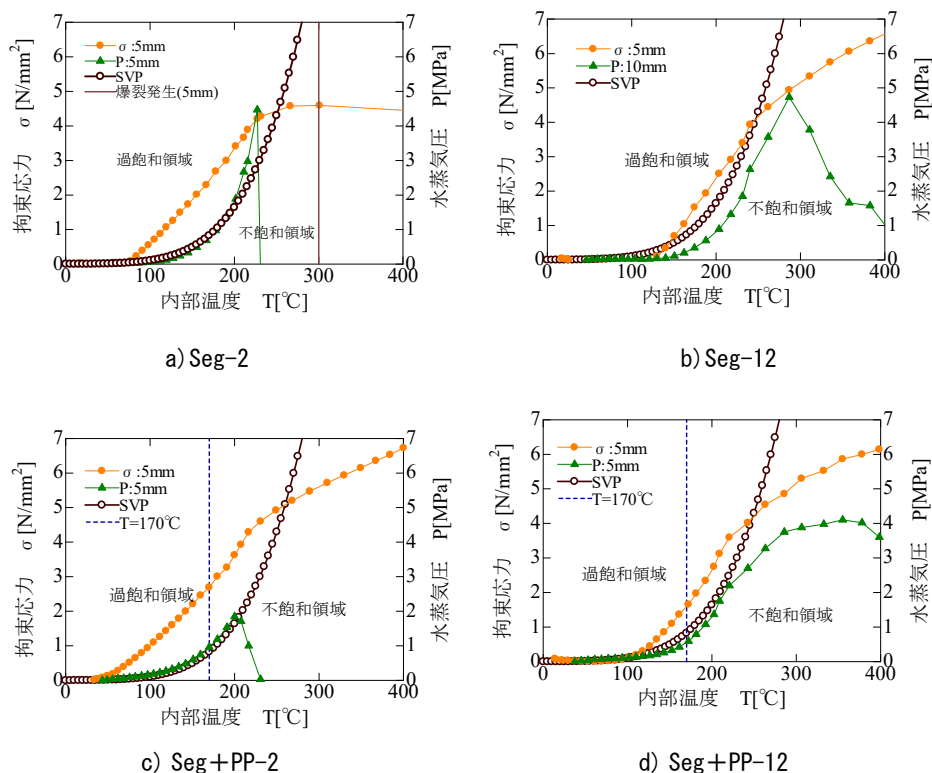 拘束応力 σ [N/mm²]
7
6
5
4
3
2
1
0
σ:5mm
P:5mm
SVP
爆裂発生(5mm)
過飽和領域
不飽和領域
7
6
5
4
3
2
1
0
水蒸気圧 P[MPa]
0 100 200 300 400
内部温度 T[℃]
a) Seg-2
拘束応力 σ [N/mm²]
7
6
5
4
3
2
1
0
σ:5mm
P:10mm
SVP
過飽和領域
不飽和領域
7
6
5
4
3
2
1
0
水蒸気圧 P[MPa]
0 100 200 300 400
内部温度 T[℃]
b) Seg-12
拘束応力 σ [N/mm²]
7
6
5
4
3
2
1
0
σ:5mm
P:5mm
SVP
T=170℃
過飽和領域
不飽和領域
7
6
5
4
3
2
1
0
水蒸気圧 P[MPa]
0 100 200 300 400
内部温度 T[℃]
c) Seg+PP-2
拘束応力 σ [N/mm²]
7
6
5
4
3
2
1
0
σ:5mm
P:5mm
SVP
T=170℃
過飽和領域
不飽和領域
7
6
5
4
3
2
1
0
水蒸気圧 P[MPa]
0 100 200 300 400
内部温度 T[℃]
d) Seg+PP-12